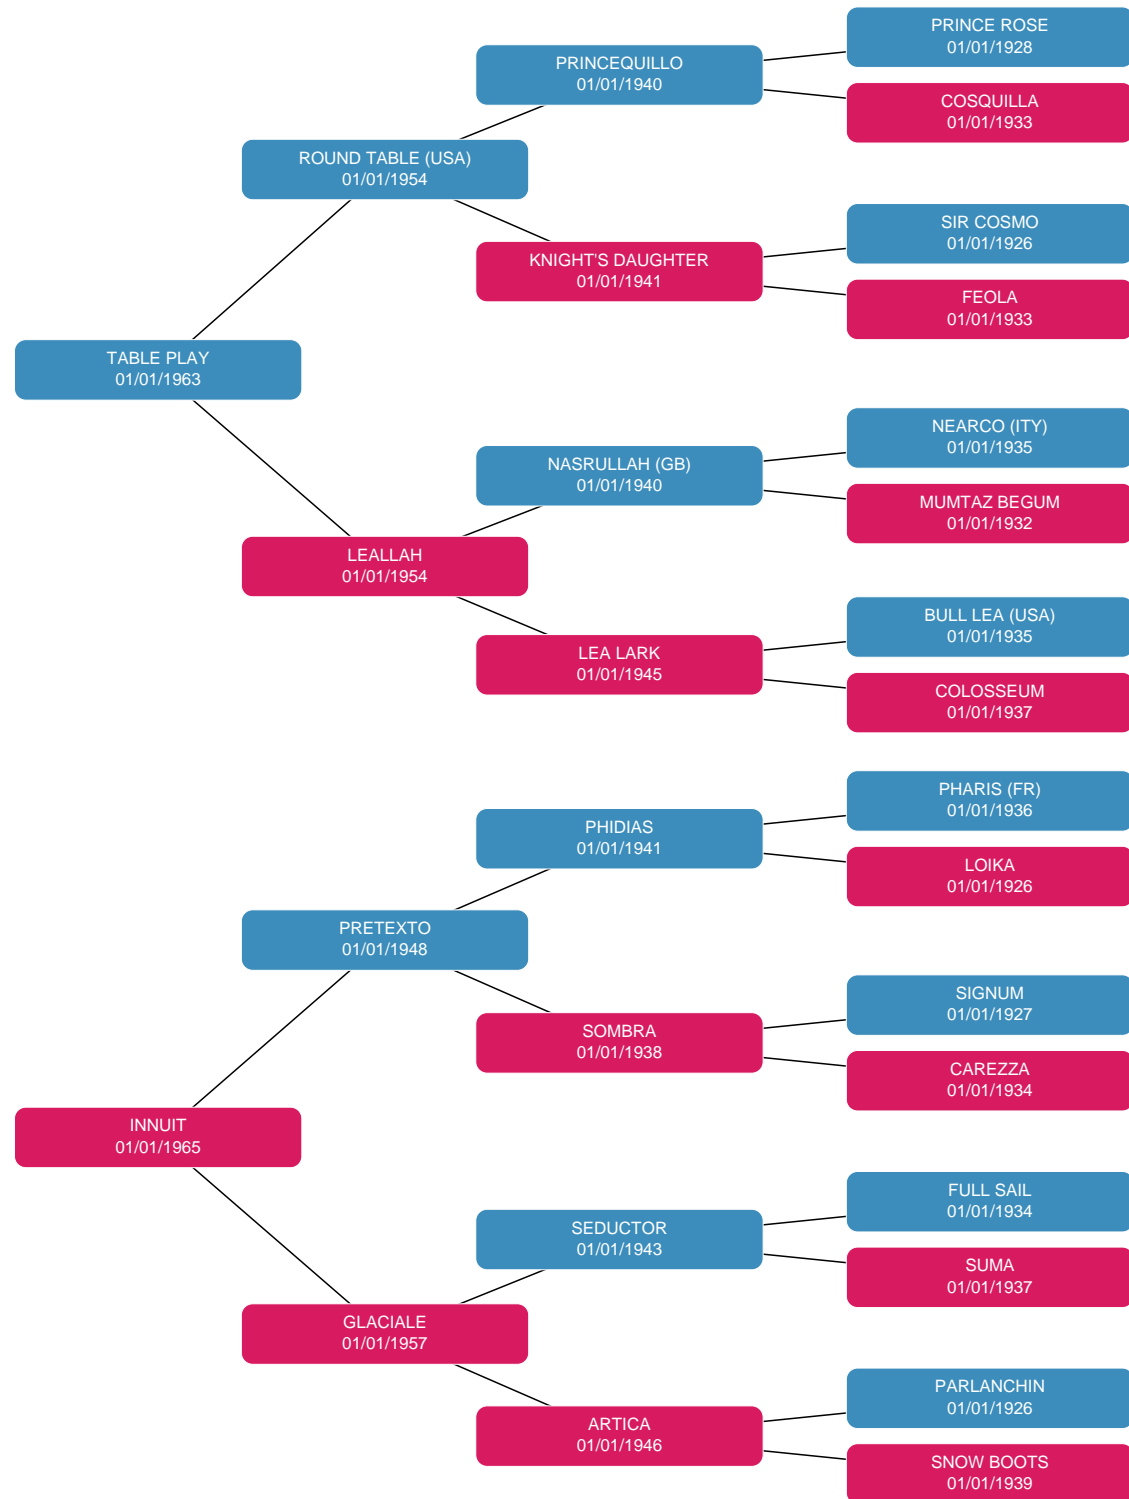 PRINCE ROSE
01/01/1928
PRINCEQUILLO
01/01/1940
COSQUILLA
01/01/1933
ROUND TABLE (USA)
01/01/1954
SIR COSMO
01/01/1926
KNIGHT'S DAUGHTER
01/01/1941
FEOLA
01/01/1933
TABLE PLAY
01/01/1963
NEARCO (ITY)
01/01/1935
NASRULLAH (GB)
01/01/1940
MUMTAZ BEGUM
01/01/1932
LEALLAH
01/01/1954
BULL LEA (USA)
01/01/1935
LEA LARK
01/01/1945
COLOSSEUM
01/01/1937
PHARIS (FR)
01/01/1936
PHIDIAS
01/01/1941
LOIKA
01/01/1926
PRETEXTO
01/01/1948
SIGNUM
01/01/1927
SOMBRA
01/01/1938
CAREZZA
01/01/1934
INNUIT
01/01/1965
FULL SAIL
01/01/1934
SEDUCTOR
01/01/1943
SUMA
01/01/1937
GLACIALE
01/01/1957
PARLANCHIN
01/01/1926
ARTICA
01/01/1946
SNOW BOOTS
01/01/1939